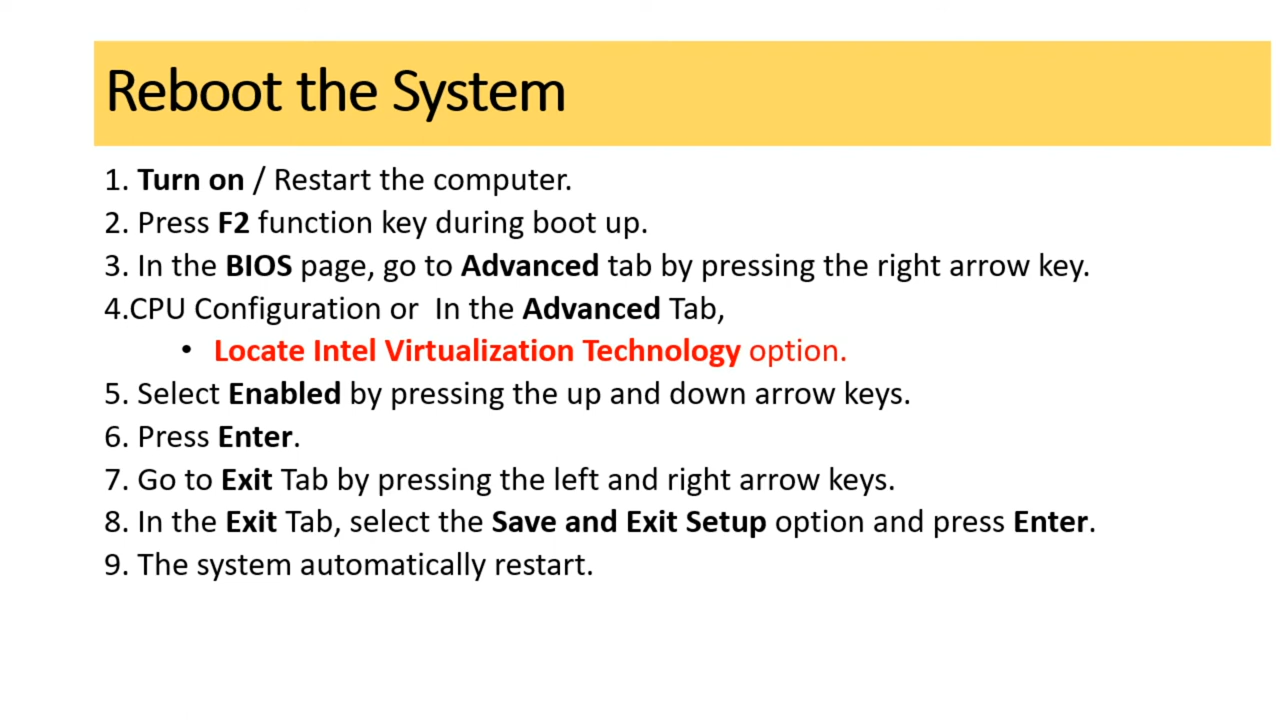 Reboot the System
1. Turn on / Restart the computer.
2. Press F2 function key during boot up.
3. In the BIOS page, go to Advanced tab by pressing the right arrow key.
4.CPU Configuration or  In the Advanced Tab,
• Locate Intel Virtualization Technology option.
5. Select Enabled by pressing the up and down arrow keys.
6. Press Enter.
7. Go to Exit Tab by pressing the left and right arrow keys.
8. In the Exit Tab, select the Save and Exit Setup option and press Enter.
9. The system automatically restart.